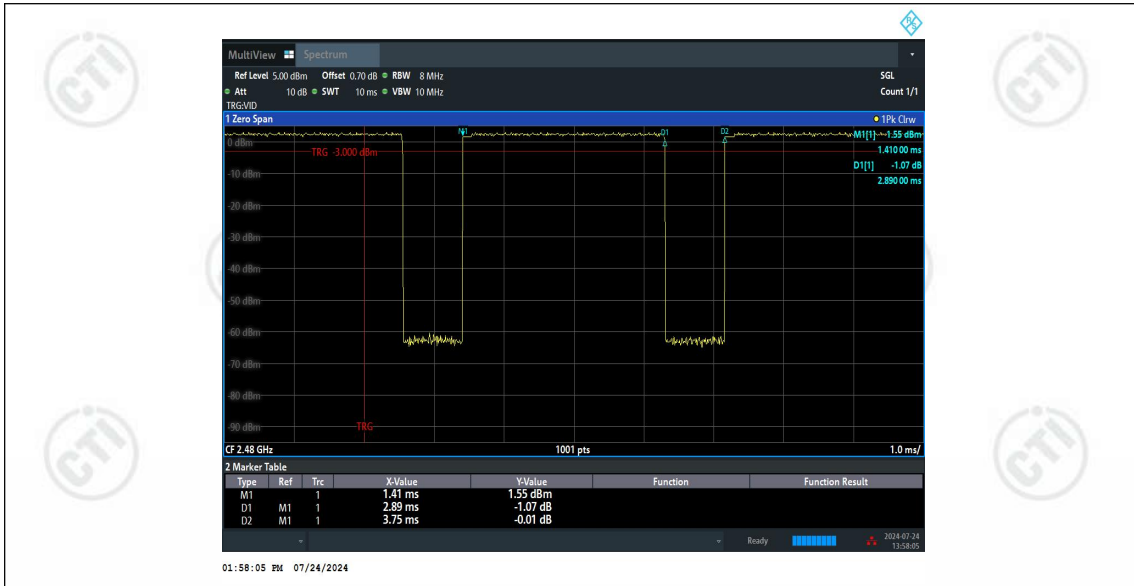 R&S
MultiView Spectrum
Ref Level 5.00 dBm Offset 0.70 dB RBW 8 MHz SGL
Att 10 dB SWT 10 ms VBW 10 MHz Count 1/1
TRG:VID
1 Zero Span 1Pk Clrw
M1 D1 D2 M1[1] 1.55 dBm
0 dBm 1.410 00 ms
TRG -3.000 dBm
D1[1] -1.07 dB
-10 dBm 2.890 00 ms
-20 dBm
-30 dBm
-40 dBm
-50 dBm
-60 dBm
-70 dBm
-80 dBm
-90 dBm TRG
CF 2.48 GHz 1001 pts 1.0 ms/
2 Marker Table
Type Ref Trc X-Value Y-Value Function Function Result
M1 1 1.41 ms 1.55 dBm
D1 M1 1 2.89 ms -1.07 dB
D2 M1 1 3.75 ms -0.01 dB
Ready 2024-07-24
13:58:05
01:58:05 PM 07/24/2024
CTI
CTI
CTI
CTI